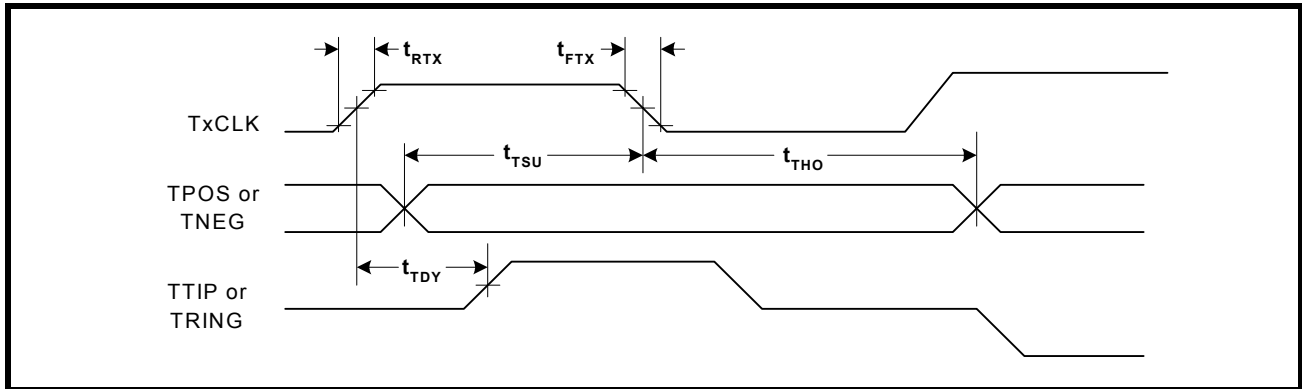 tRTX
tFTX
TxCLK
tTSU
tTHO
TPOS or
TNEG
tTDY
TTIP or
TRING